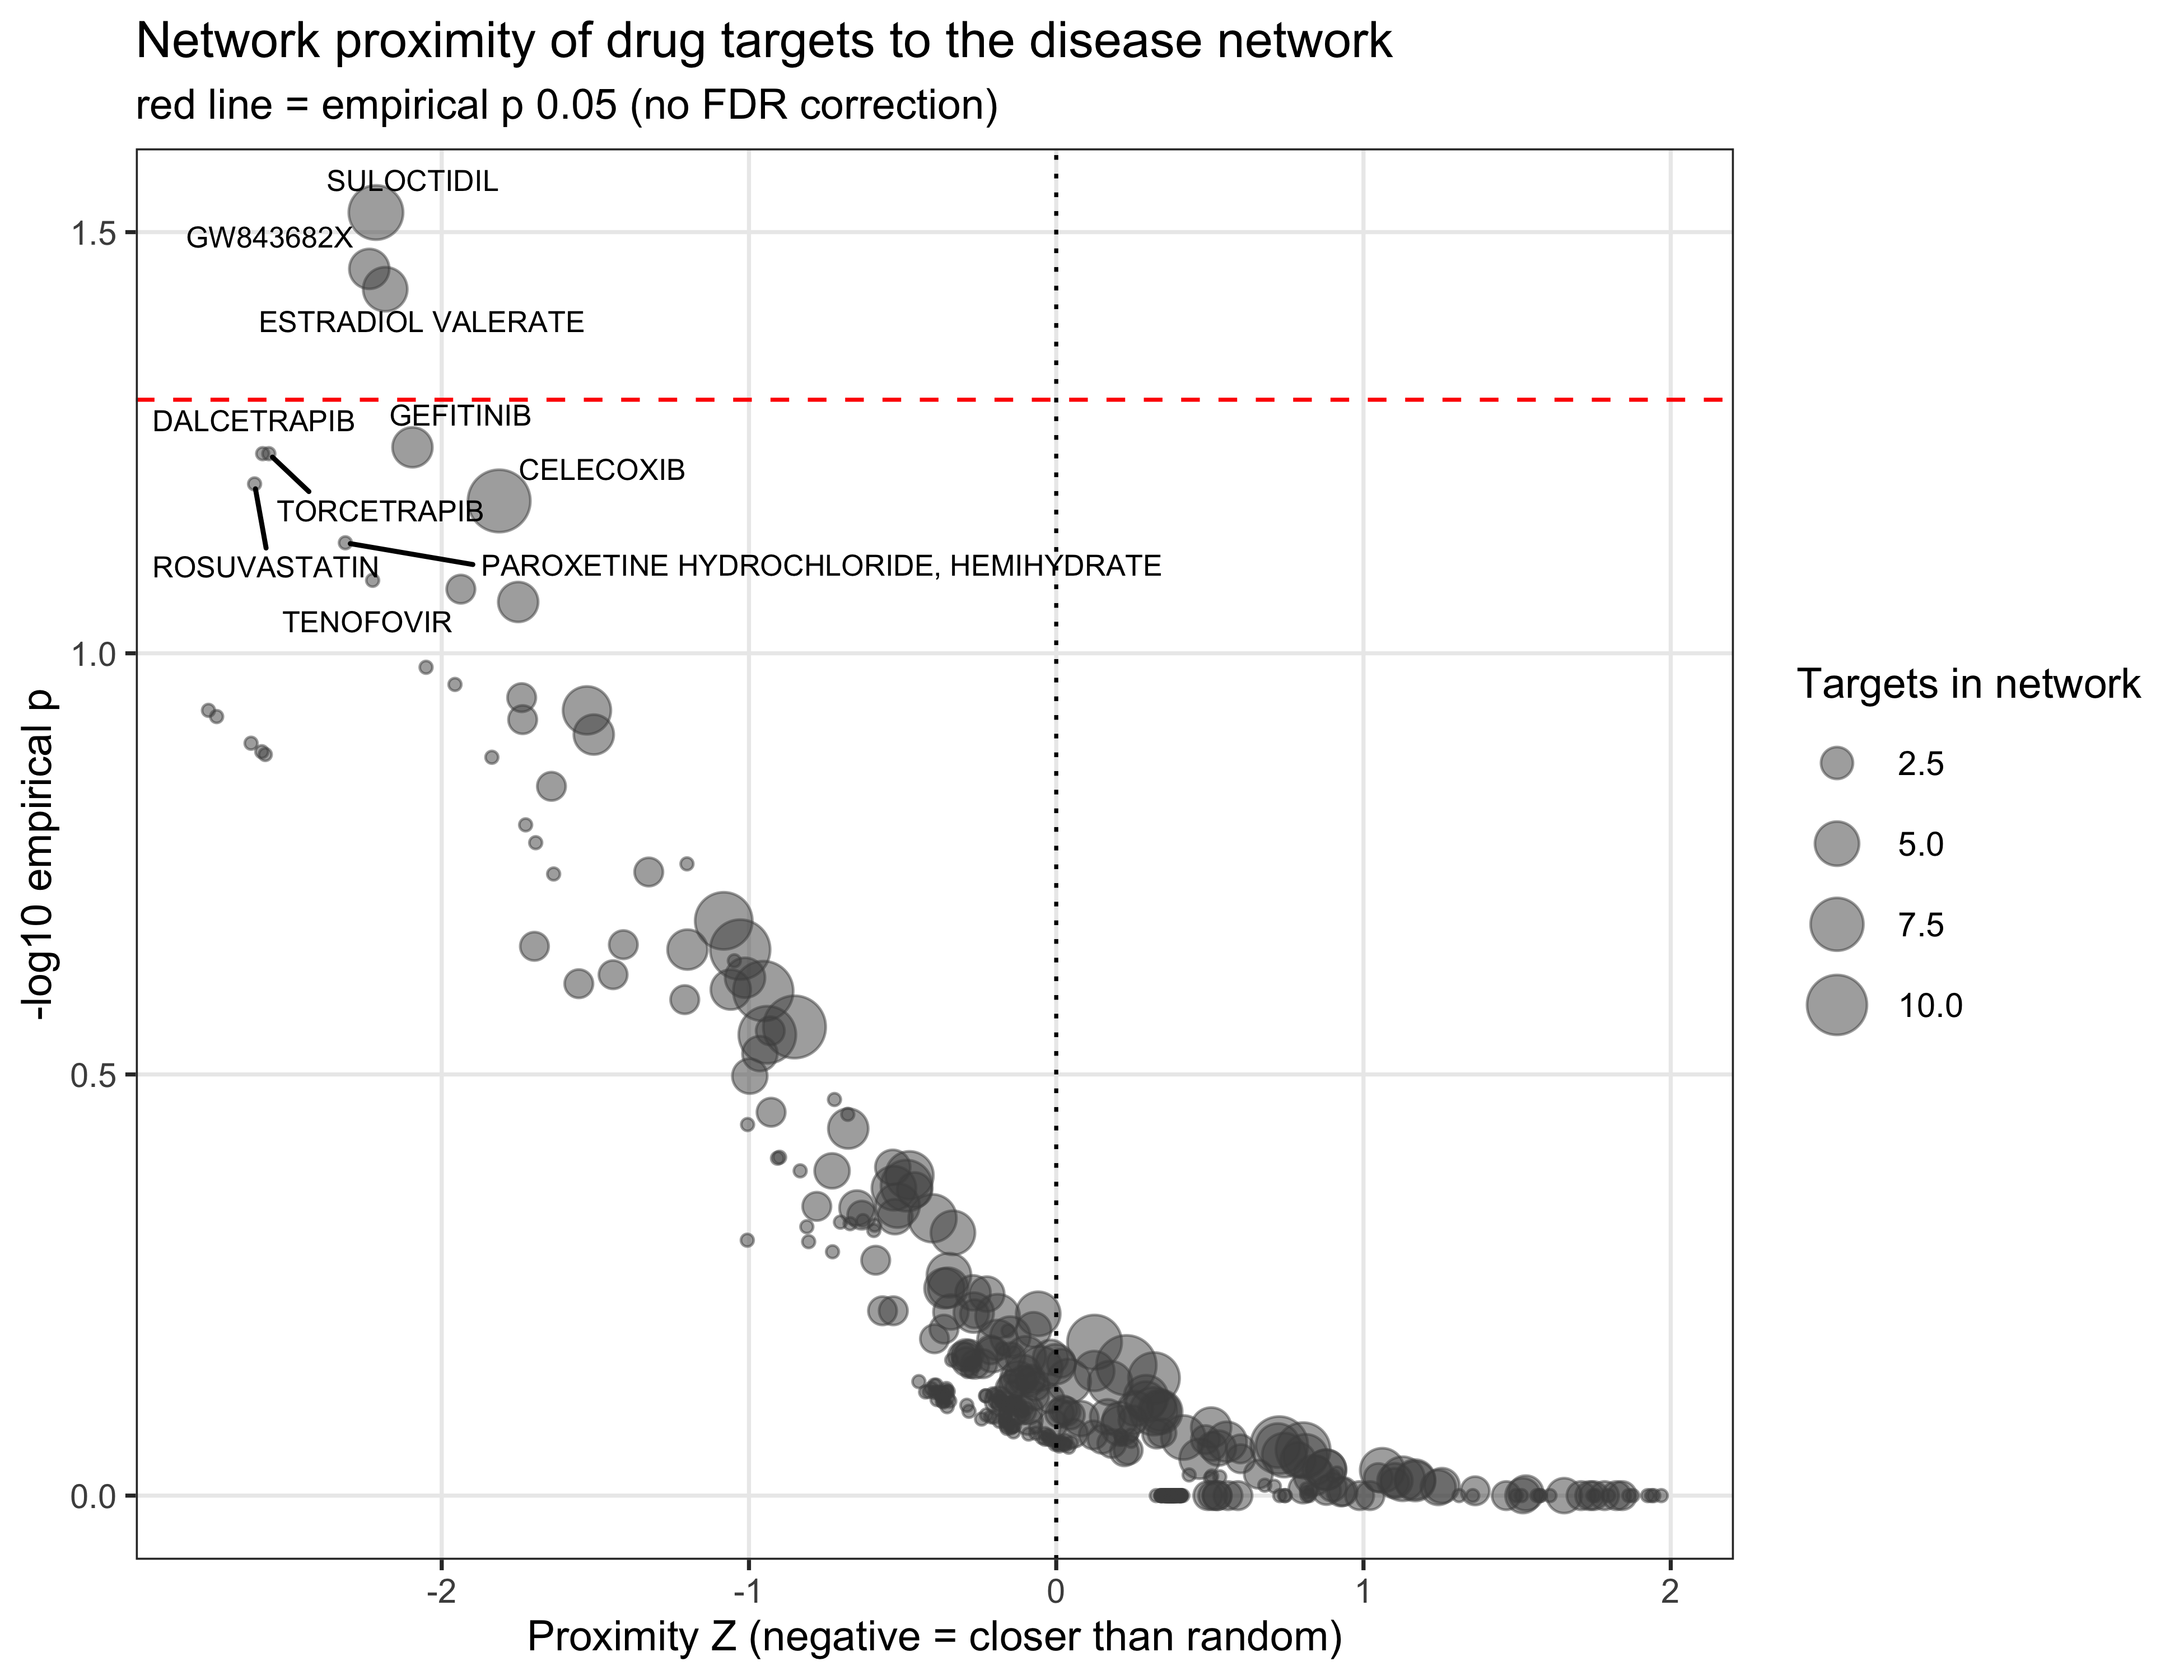 Network proximity of drug targets to the disease network
red line = empirical p 0.05 (no FDR correction)
SULOCTIDIL
1.5
GW843682X
ESTRADIOL VALERATE
GEFITINIB
DALCETRAPIB
CELECOXIB
TORCETRAPIB
PAROXETINE HYDROCHLORIDE, HEMIHYDRATE
ROSUVASTATIN
TENOFOVIR
1.0
-log10 empirical p
0.5
0.0
-2
-1
0
1
2
Proximity Z (negative = closer than random)
Targets in network
2.5
5.0
7.5
10.0